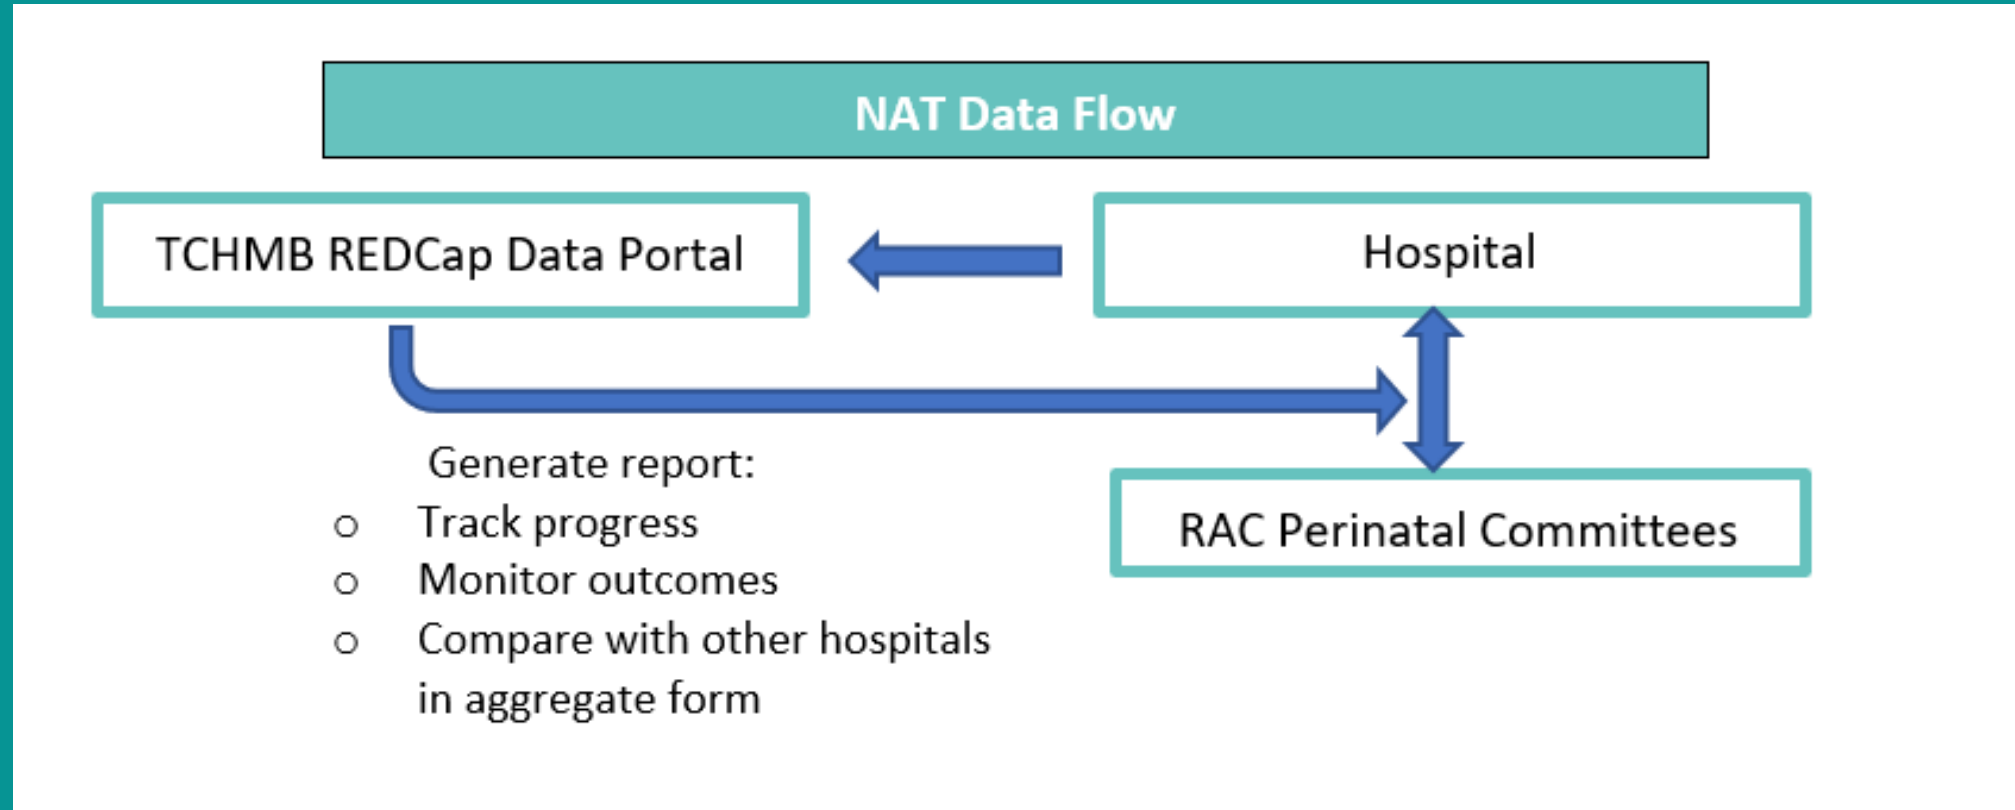 NAT Data Flow
TCHMB REDCap Data Portal
Hospital
Generate report:
o Track progress
o Monitor outcomes
o Compare with other hospitals
in aggregate form
RAC Perinatal Committees